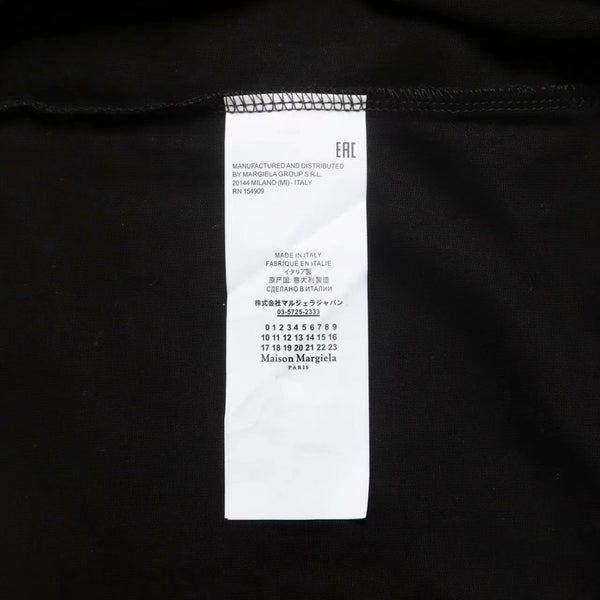 EAC
MANUFACTURED AND DISTRIBUTED
BY MARGIELA GROUP S.R.L.
20144 MILANO (MI) - ITALY
RN 154909
MADE IN ITALY
FABRIQUÉ EN ITALIE
イタリア製
原产国: 意大利製造
СДЕЛАНО В ИТАЛИИ
株式会社マルジェラジャパン
03-5725-2333
0 1 2 3 4 5 6 7 8 9
10 11 12 13 14 15 16
17 18 19 20 21 22 23
Maison Margiela
PARIS